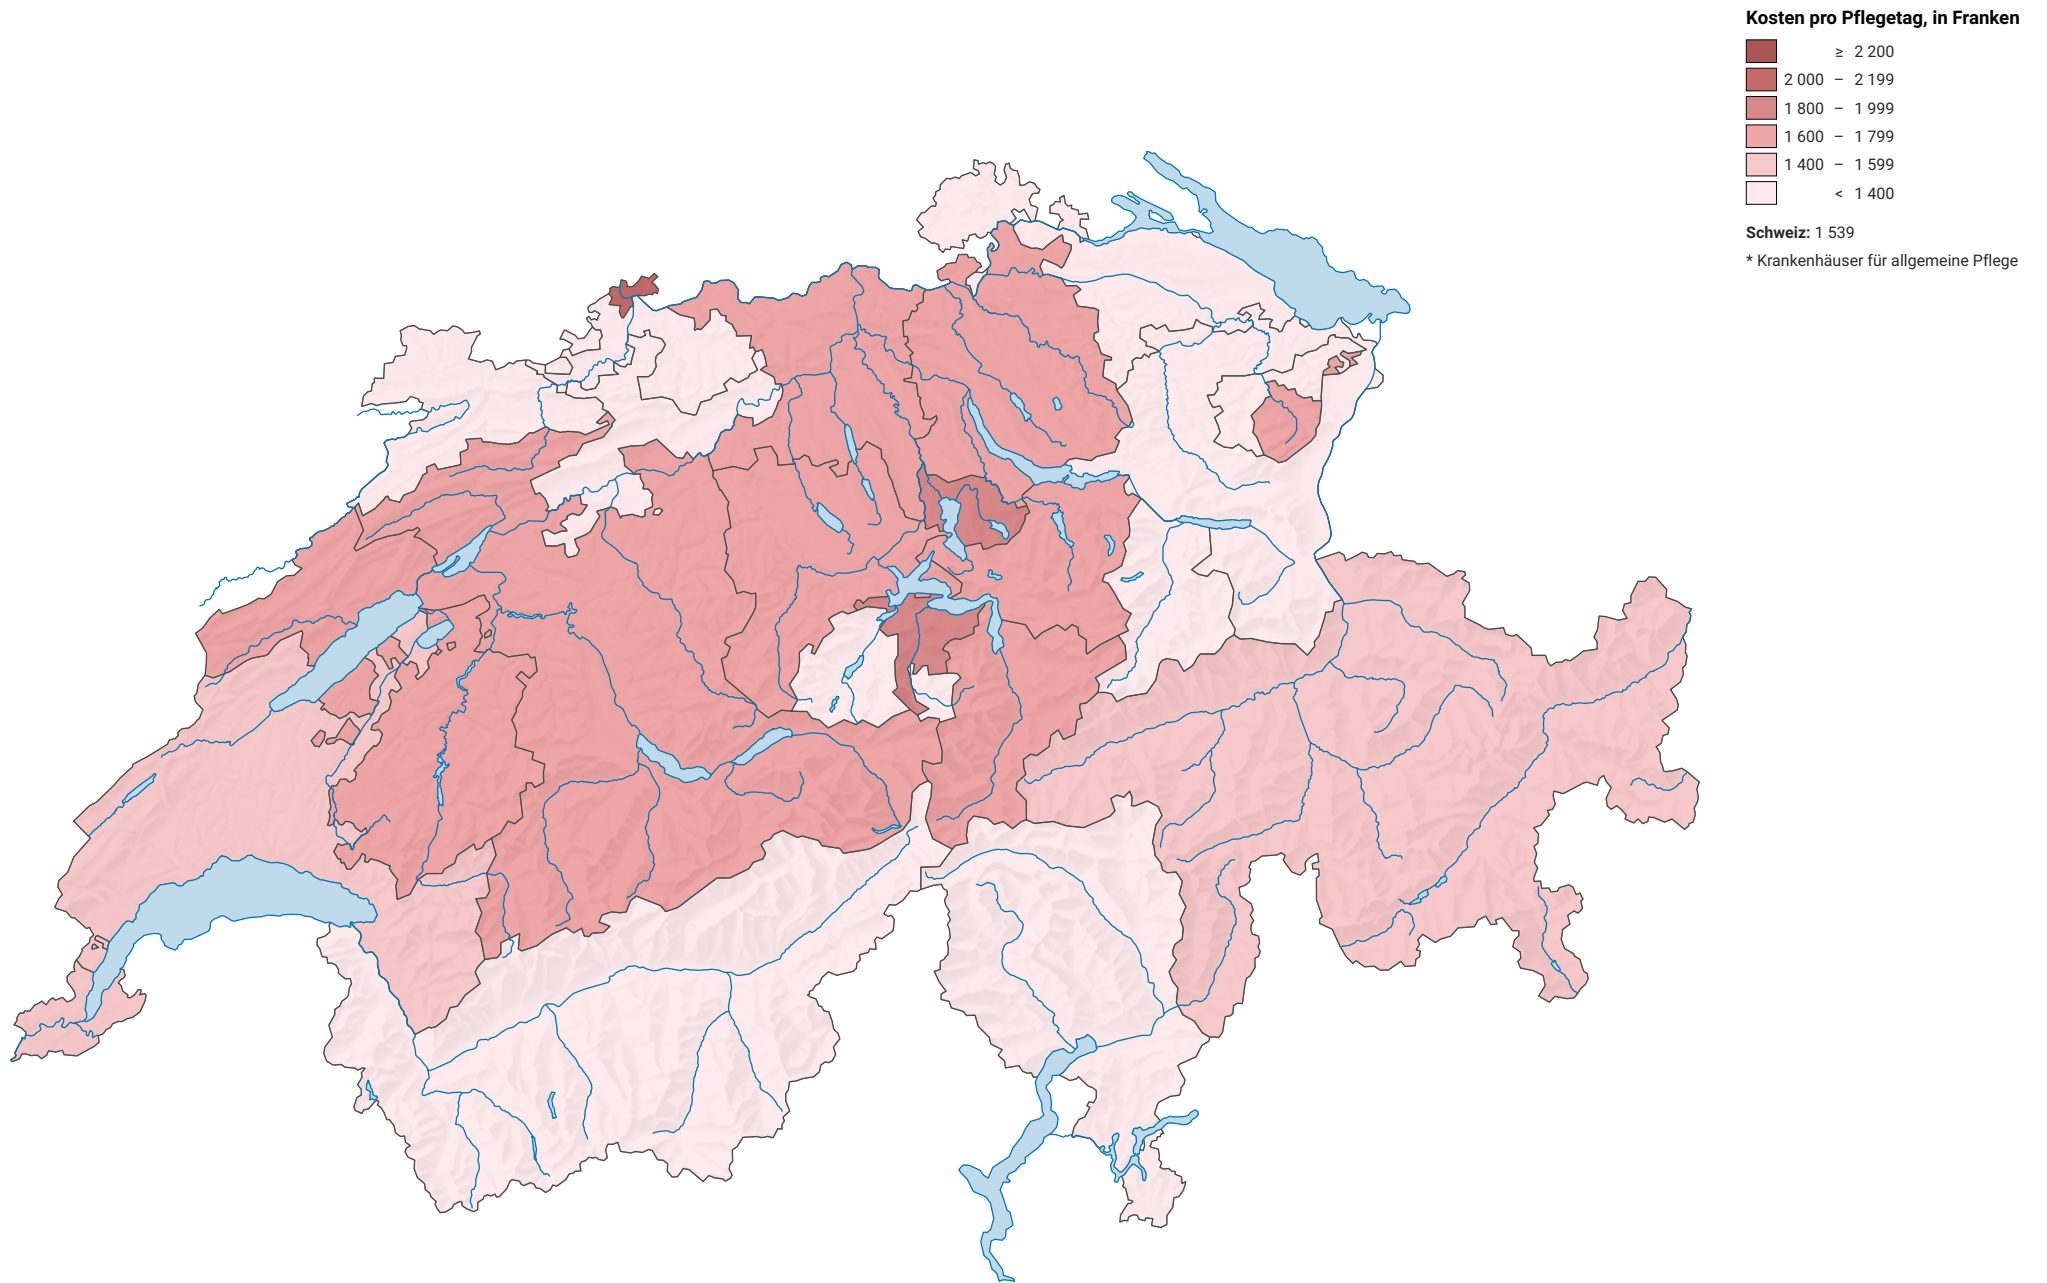 Kosten pro Pflegetag, in Franken
≥ 2 200
2 000 – 2 199
1 800 – 1 999
1 600 – 1 799
1 400 – 1 599
< 1 400
Schweiz: 1 539
* Krankenhäuser für allgemeine Pflege